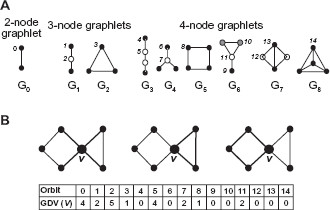 A
2-node graphlet
3-node graphlets
4-node graphlets
0
1
2
3
4
5
6
7
8
9
10
11
12
13
14
G₀ G₁ G₂ G₃ G₄ G₅ G₆ G₇ G₈
B
v v v
Orbit 0 1 2 3 4 5 6 7 8 9 10 11 12 13 14
GDV (V) 4 2 5 1 0 4 0 2 1 0 0 2 0 0 0